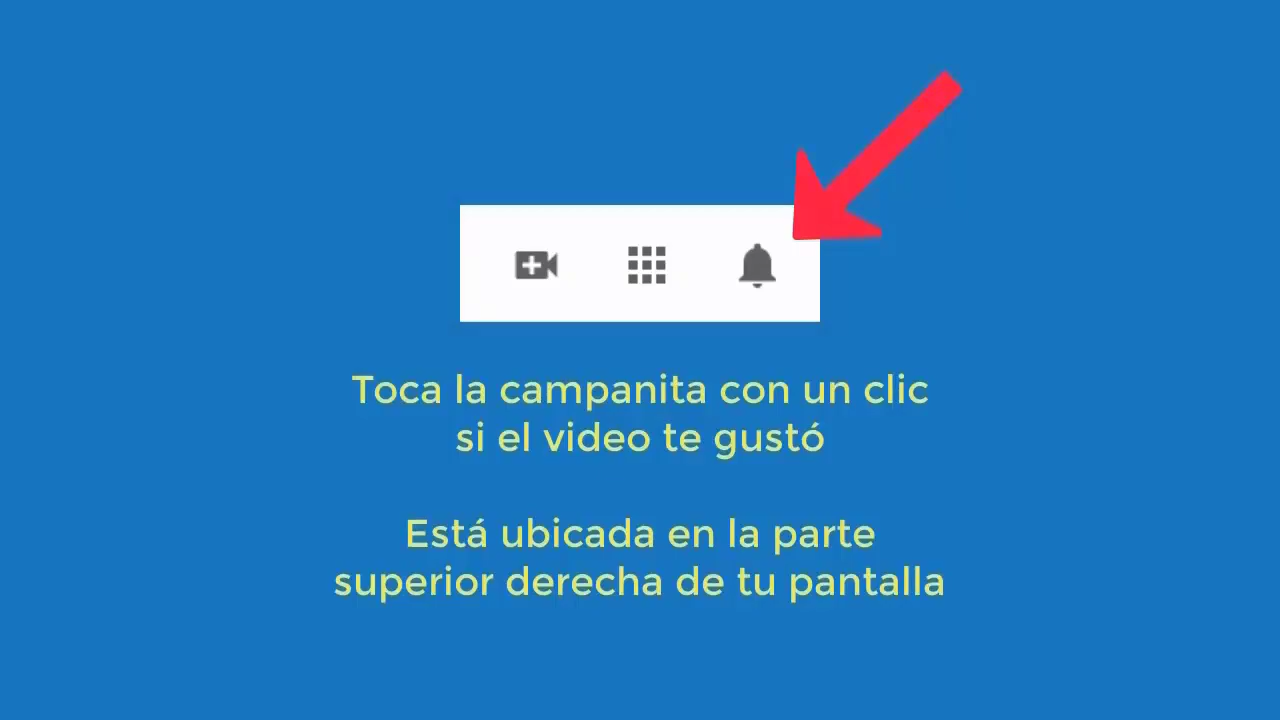 Toca la campanita con un clic
si el video te gustó
Está ubicada en la parte
superior derecha de tu pantalla